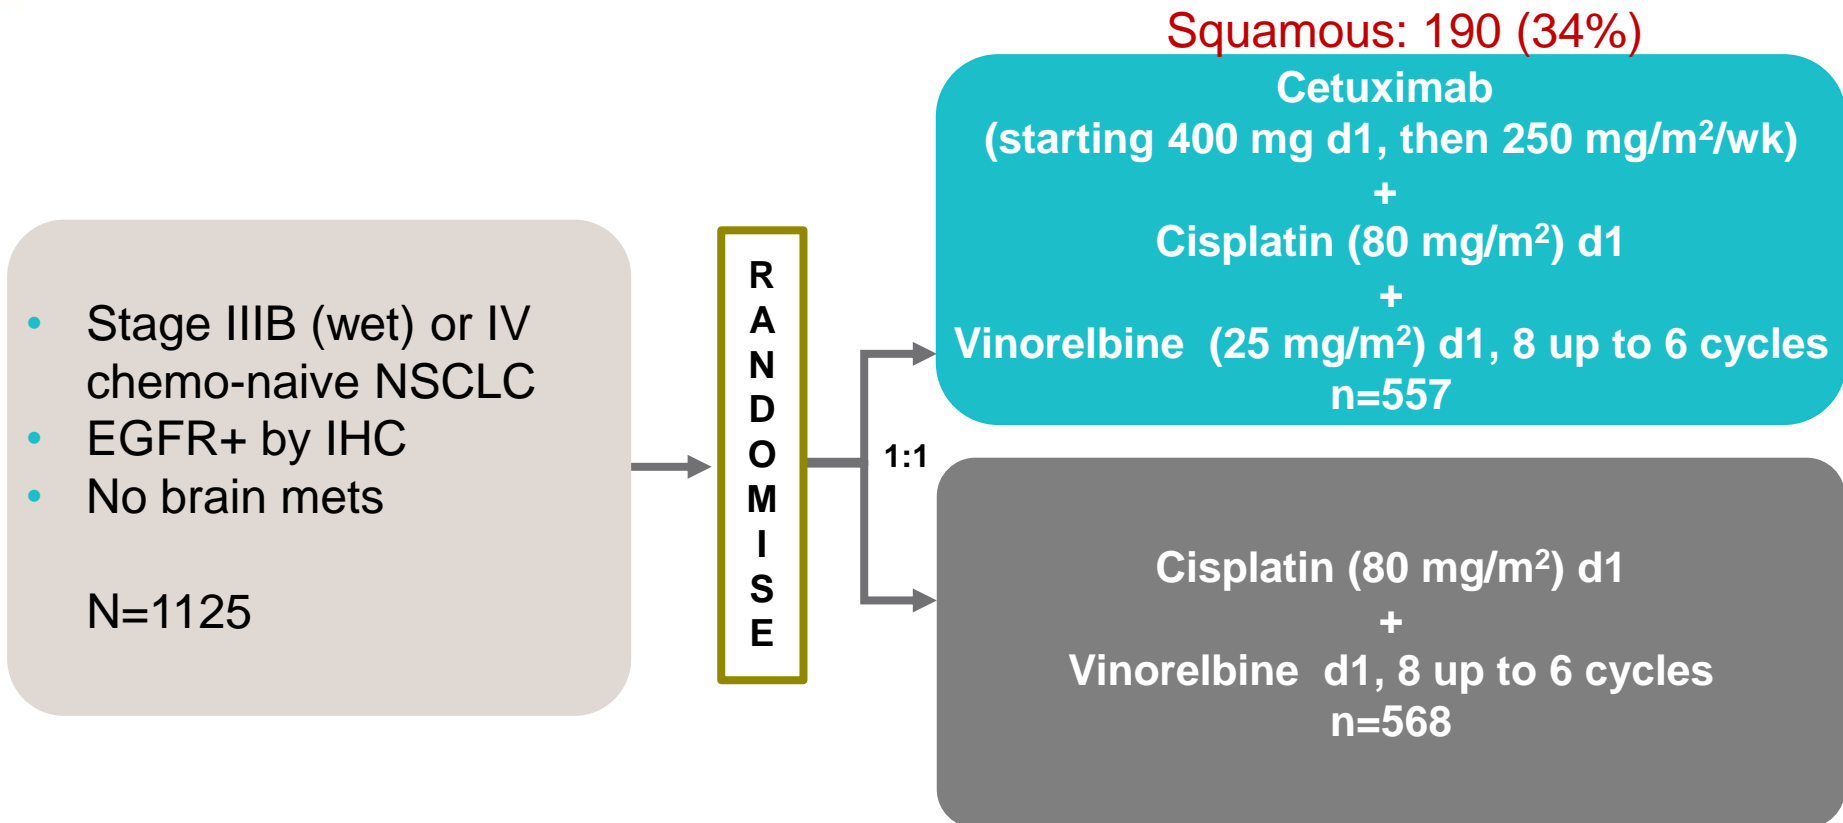 Squamous: 190 (34%)
Cetuximab
(starting 400 mg d1, then 250 mg/m²/wk)
+
Cisplatin (80 mg/m²) d1
+
Vinorelbine (25 mg/m²) d1, 8 up to 6 cycles
n=557
• Stage IIIB (wet) or IV
chemo-naive NSCLC
• EGFR+ by IHC
• No brain mets
N=1125
R
A
N
D
O
M
I
S
E
1:1
Cisplatin (80 mg/m²) d1
+
Vinorelbine d1, 8 up to 6 cycles
n=568